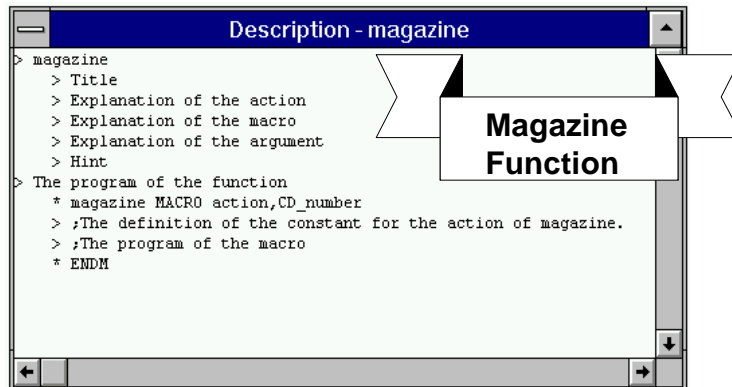 Description - magazine
> magazine
> Title
> Explanation of the action
> Explanation of the macro
> Explanation of the argument
> Hint
> The program of the function
* magazine MACRO action,CD_number
> ;The definition of the constant for the action of magazine.
> ;The program of the macro
* ENDM
Magazine
Function